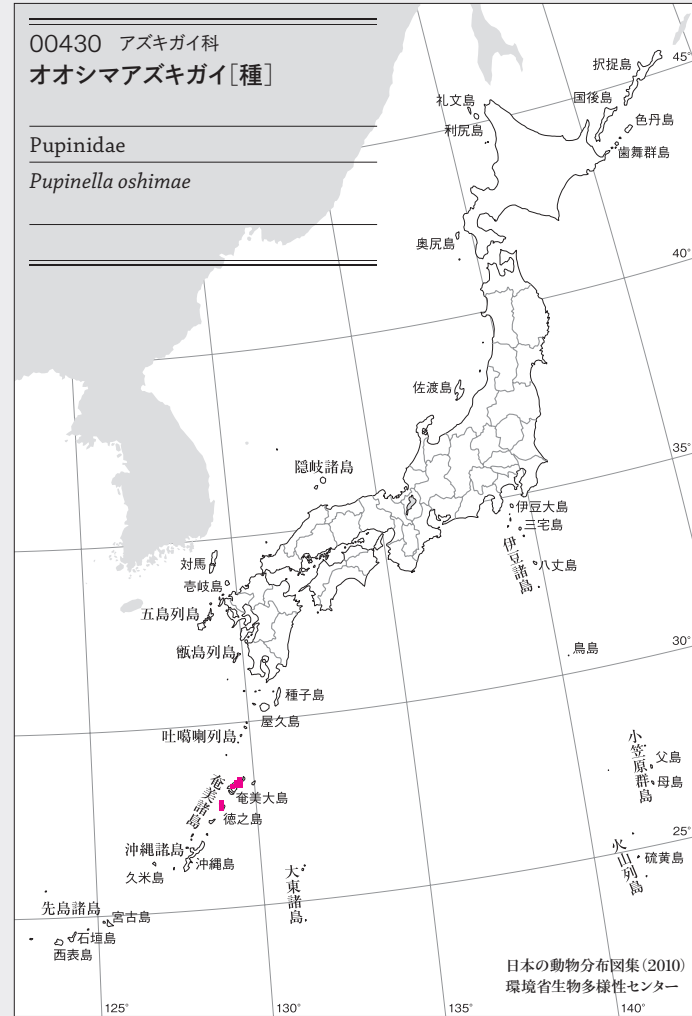 00430 アズキガイ科
オオシマアズキガイ［種］
Pupinidae
Pupinella oshimae
択捉島
45°
国後島
礼文島
色丹島
利尻島
歯舞群島
奥尻島
40°
佐渡島
35°
隠岐諸島
伊豆大島
三宅島
伊豆諸島
八丈島
対馬
壱岐島
五島列島
甑島列島
鳥島
30°
種子島
屋久島
吐噶喇列島
小笠原群島
父島
母島
奄美諸島
奄美大島
徳之島
25°
沖縄諸島
沖縄島
久米島
火山列島
硫黄島
大東諸島
先島諸島
宮古島
石垣島
西表島
日本の動物分布図集（2010）
環境省生物多様性センター
125°
130°
135°
140°